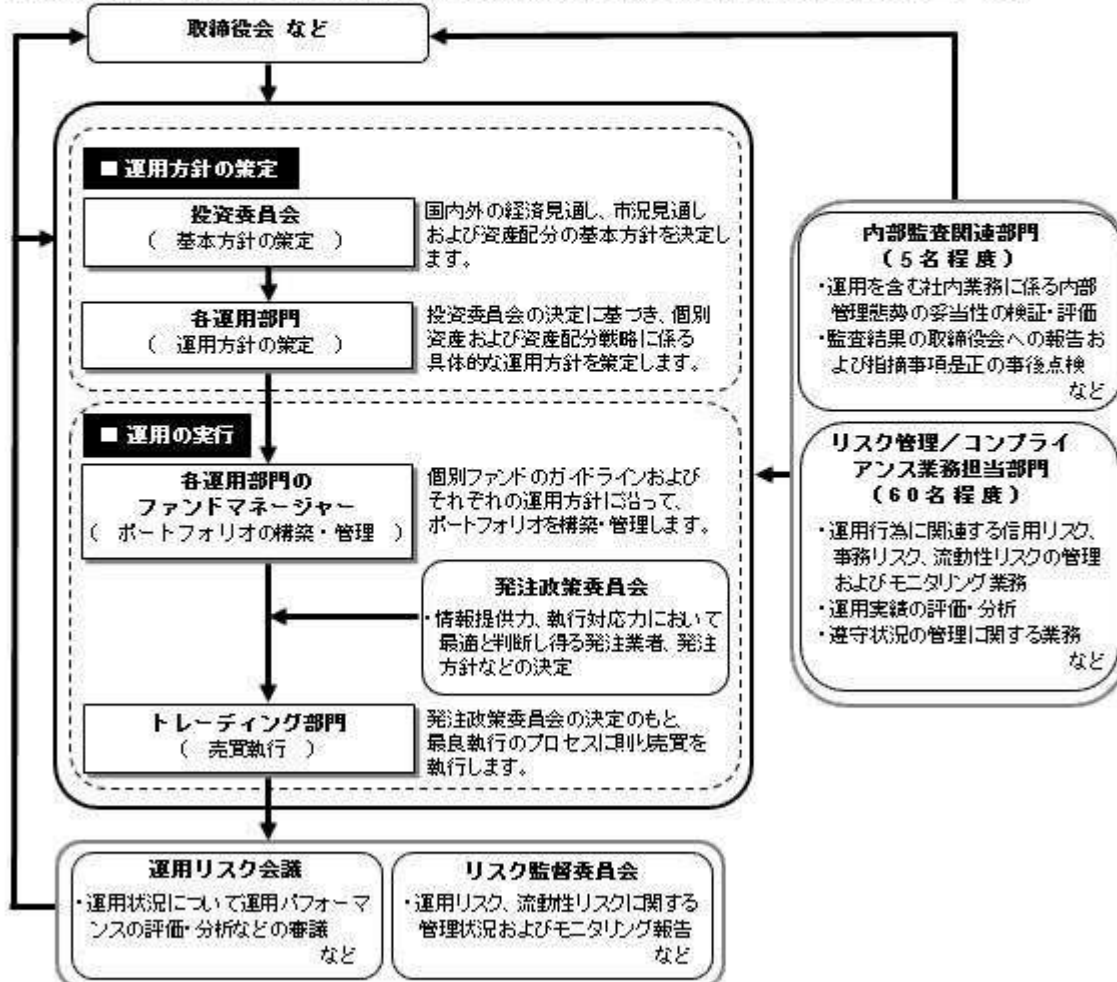 取締役会 など
■ 運用方針の策定
投資委員会
( 基本方針の策定 )
国内外の経済見通し、市況見通し
および資産配分の基本方針を決定し
ます。
各運用部門
( 運用方針の策定 )
投資委員会の決定に基づき、個別
資産および資産配分戦略に係る
具体的な運用方針を策定します。
■ 運用の実行
各運用部門の
ファンドマネージャー
( ポートフォリオの構築・管理 )
個別ファンドのガイドラインおよび
それぞれの運用方針に沿って、
ポートフォリオを構築・管理します。
発注政策委員会
・情報提供力、執行対応力において
最適と判断し得る発注業者、発注
方針などの決定
トレーディング部門
( 売買執行 )
発注政策委員会の決定のもと
最良執行のプロセスに則り売買を
執行します。
内部監査関連部門
(5名程度)
・運用を含む社内業務に係る内部
管理態勢の妥当性の検証・評価
・監査結果の取締役会への報告お
よび指摘事項是正の事後点検
など
リスク管理/コンプライ
アンス業務担当部門
(60名程度)
・運用行為に関連する信用リスク、
事務リスク、流動性リスクの管理
およびモニタリング業務
・運用実績の評価・分析
・遵守状況の管理に関する業務
など
運用リスク会議
・運用状況について運用パフォーマ
ンスの評価・分析などの審議
など
リスク監督委員会
・運用リスク、流動性リスクに関する
管理状況およびモニタリング報告
など